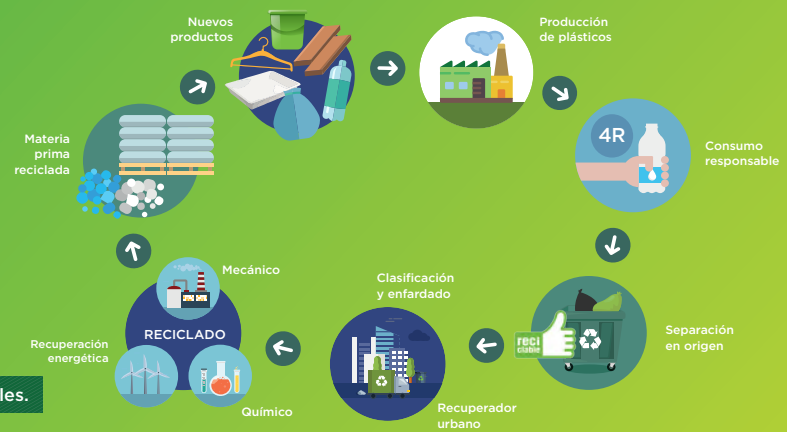 Nuevos
productos
Producción
de plásticos
4R
Consumo
responsable
Separación
en origen
reci
clable
Clasificación
y enfardado
Recuperador
urbano
RECICLADO
Mecánico
Químico
Recuperación
energética
Materia
prima
reciclada
les.